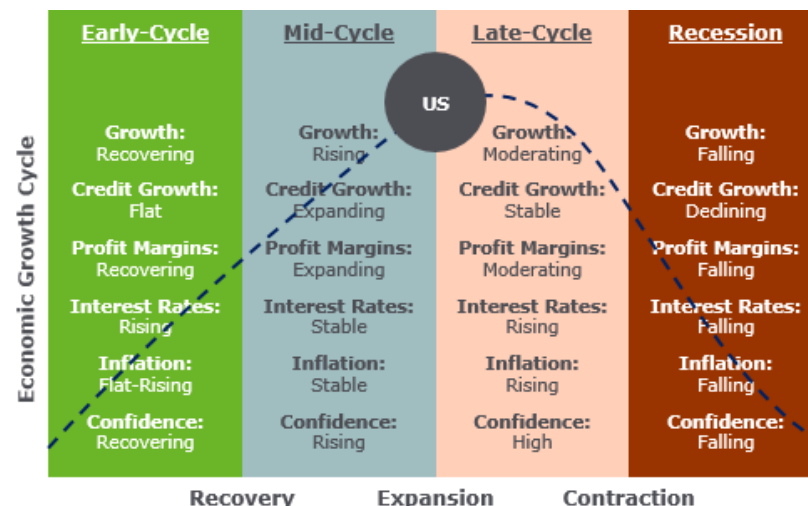 Early-Cycle
Mid-Cycle
Late-Cycle
Recession
US
Economic Growth Cycle
Growth:
Recovering
Credit Growth:
Flat
Profit Margins:
Recovering
Interest Rates:
Rising
Inflation:
Flat-Rising
Confidence:
Recovering
Growth:
Rising
Credit Growth:
Expanding
Profit Margins:
Expanding
Interest Rates:
Stable
Inflation:
Stable
Confidence:
Rising
Growth:
Moderating
Credit Growth:
Stable
Profit Margins:
Moderating
Interest Rates:
Rising
Inflation:
Rising
Confidence:
High
Growth:
Falling
Credit Growth:
Declining
Profit Margins:
Falling
Interest Rates:
Falling
Inflation:
Falling
Confidence:
Falling
Recovery
Expansion
Contraction